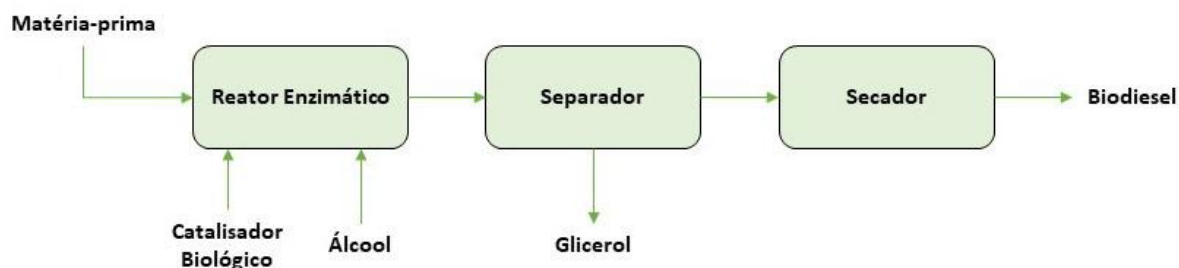 Matéria-prima
Reator Enzimático
Separador
Secador
Biodiesel
Catalisador
Biológico
Álcool
Glicerol